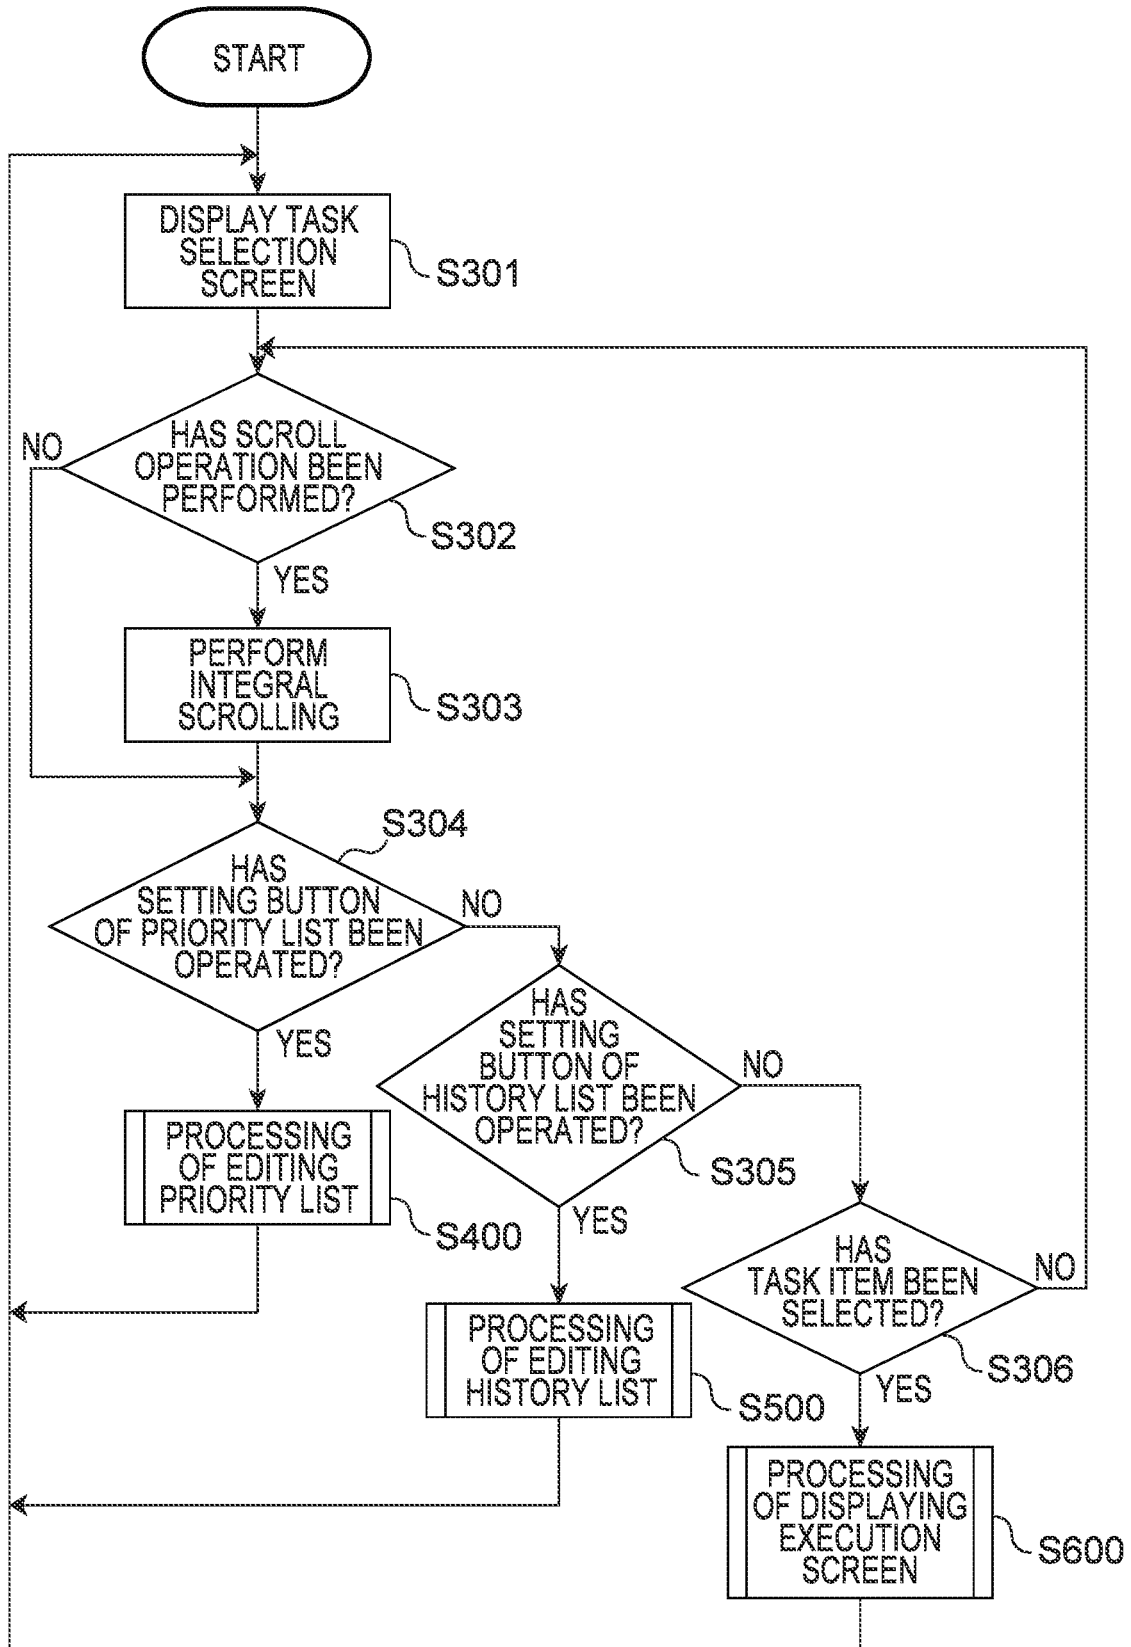 START
DISPLAY TASK
SELECTION
SCREEN
S301
NO
HAS SCROLL
OPERATION BEEN
PERFORMED?
S302
YES
PERFORM
INTEGRAL
SCROLLING
S303
S304
HAS
SETTING BUTTON
OF PRIORITY LIST BEEN
OPERATED?
NO
YES
HAS
SETTING
BUTTON OF
HISTORY LIST BEEN
OPERATED?
NO
S305
YES
PROCESSING
OF EDITING
PRIORITY LIST
S400
HAS
TASK ITEM BEEN
SELECTED?
NO
S306
YES
PROCESSING
OF EDITING
HISTORY LIST
S500
PROCESSING
OF DISPLAYING
EXECUTION
SCREEN
S600